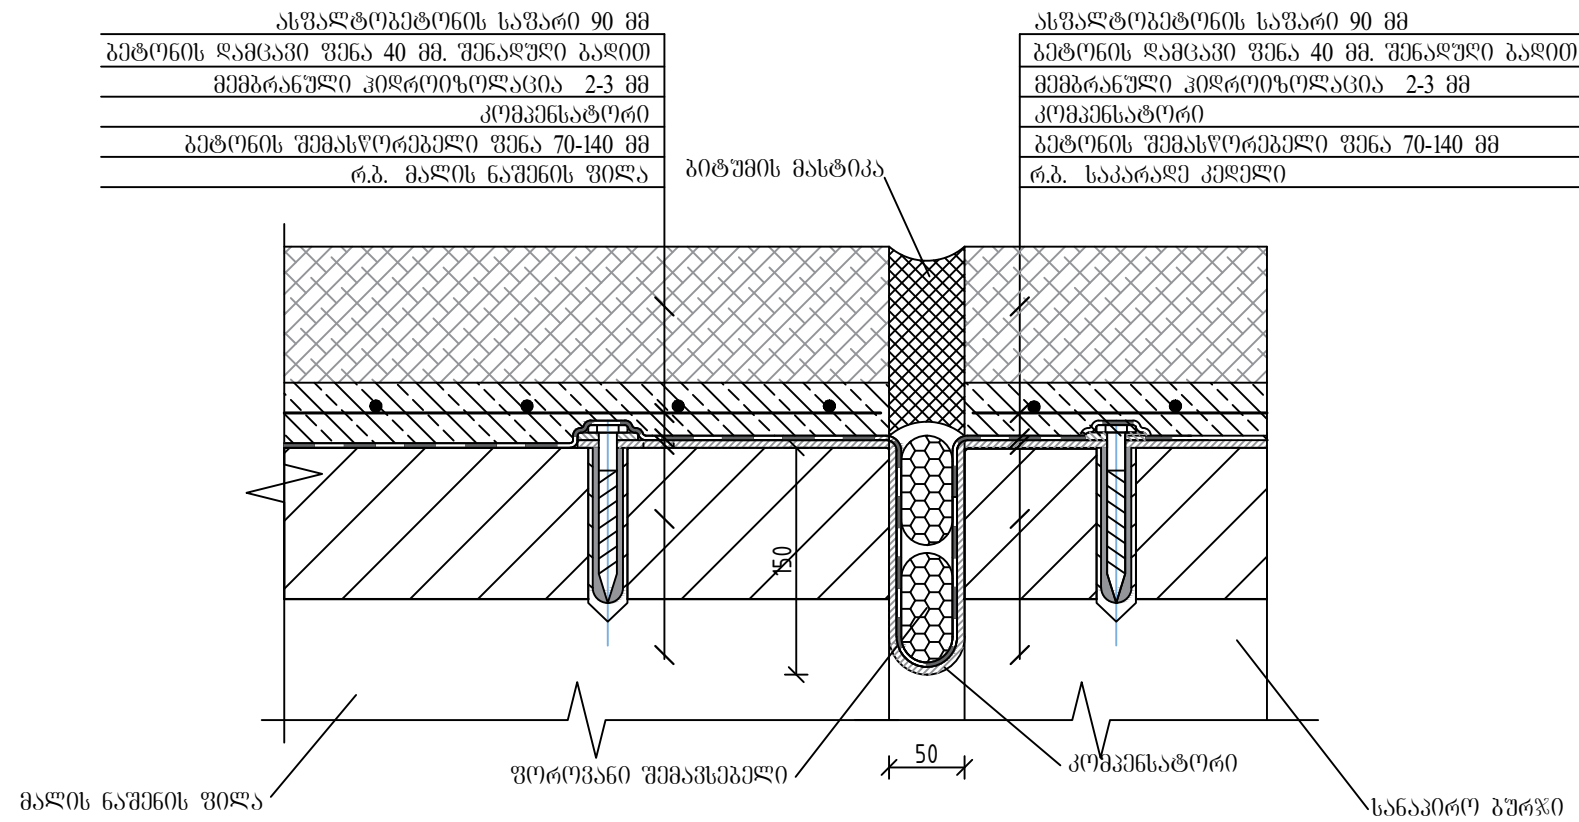 ასფალტობეტონის საფარი 90 მმ
ბეტონის დამცავი ფენა 40 მმ. შენადული ბადით
მემბრანული ჰიდროიზოლაცია 2-3 მმ
კომპენსატორი
ბეტონის შემასწორებელი ფენა 70-140 მმ
რ.ბ. მალის ნაშენის ფილა
ბიტუმის მასტიკა
ასფალტობეტონის საფარი 90 მმ
ბეტონის დამცავი ფენა 40 მმ. შენადული ბადით
მემბრანული ჰიდროიზოლაცია 2-3 მმ
კომპენსატორი
ბეტონის შემასწორებელი ფენა 70-140 მმ
რ.ბ. საკარადე კედელი
150
50
ფოროვანი შემავსებელი
კომპენსატორი
მალის ნაშენის ფილა
სანაპირო ბურჯი